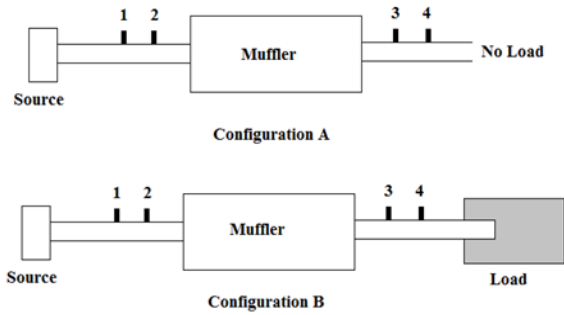 1 2 3 4
Muffler
No Load
Source
Configuration A
1 2 3 4
Muffler
Source
Load
Configuration B